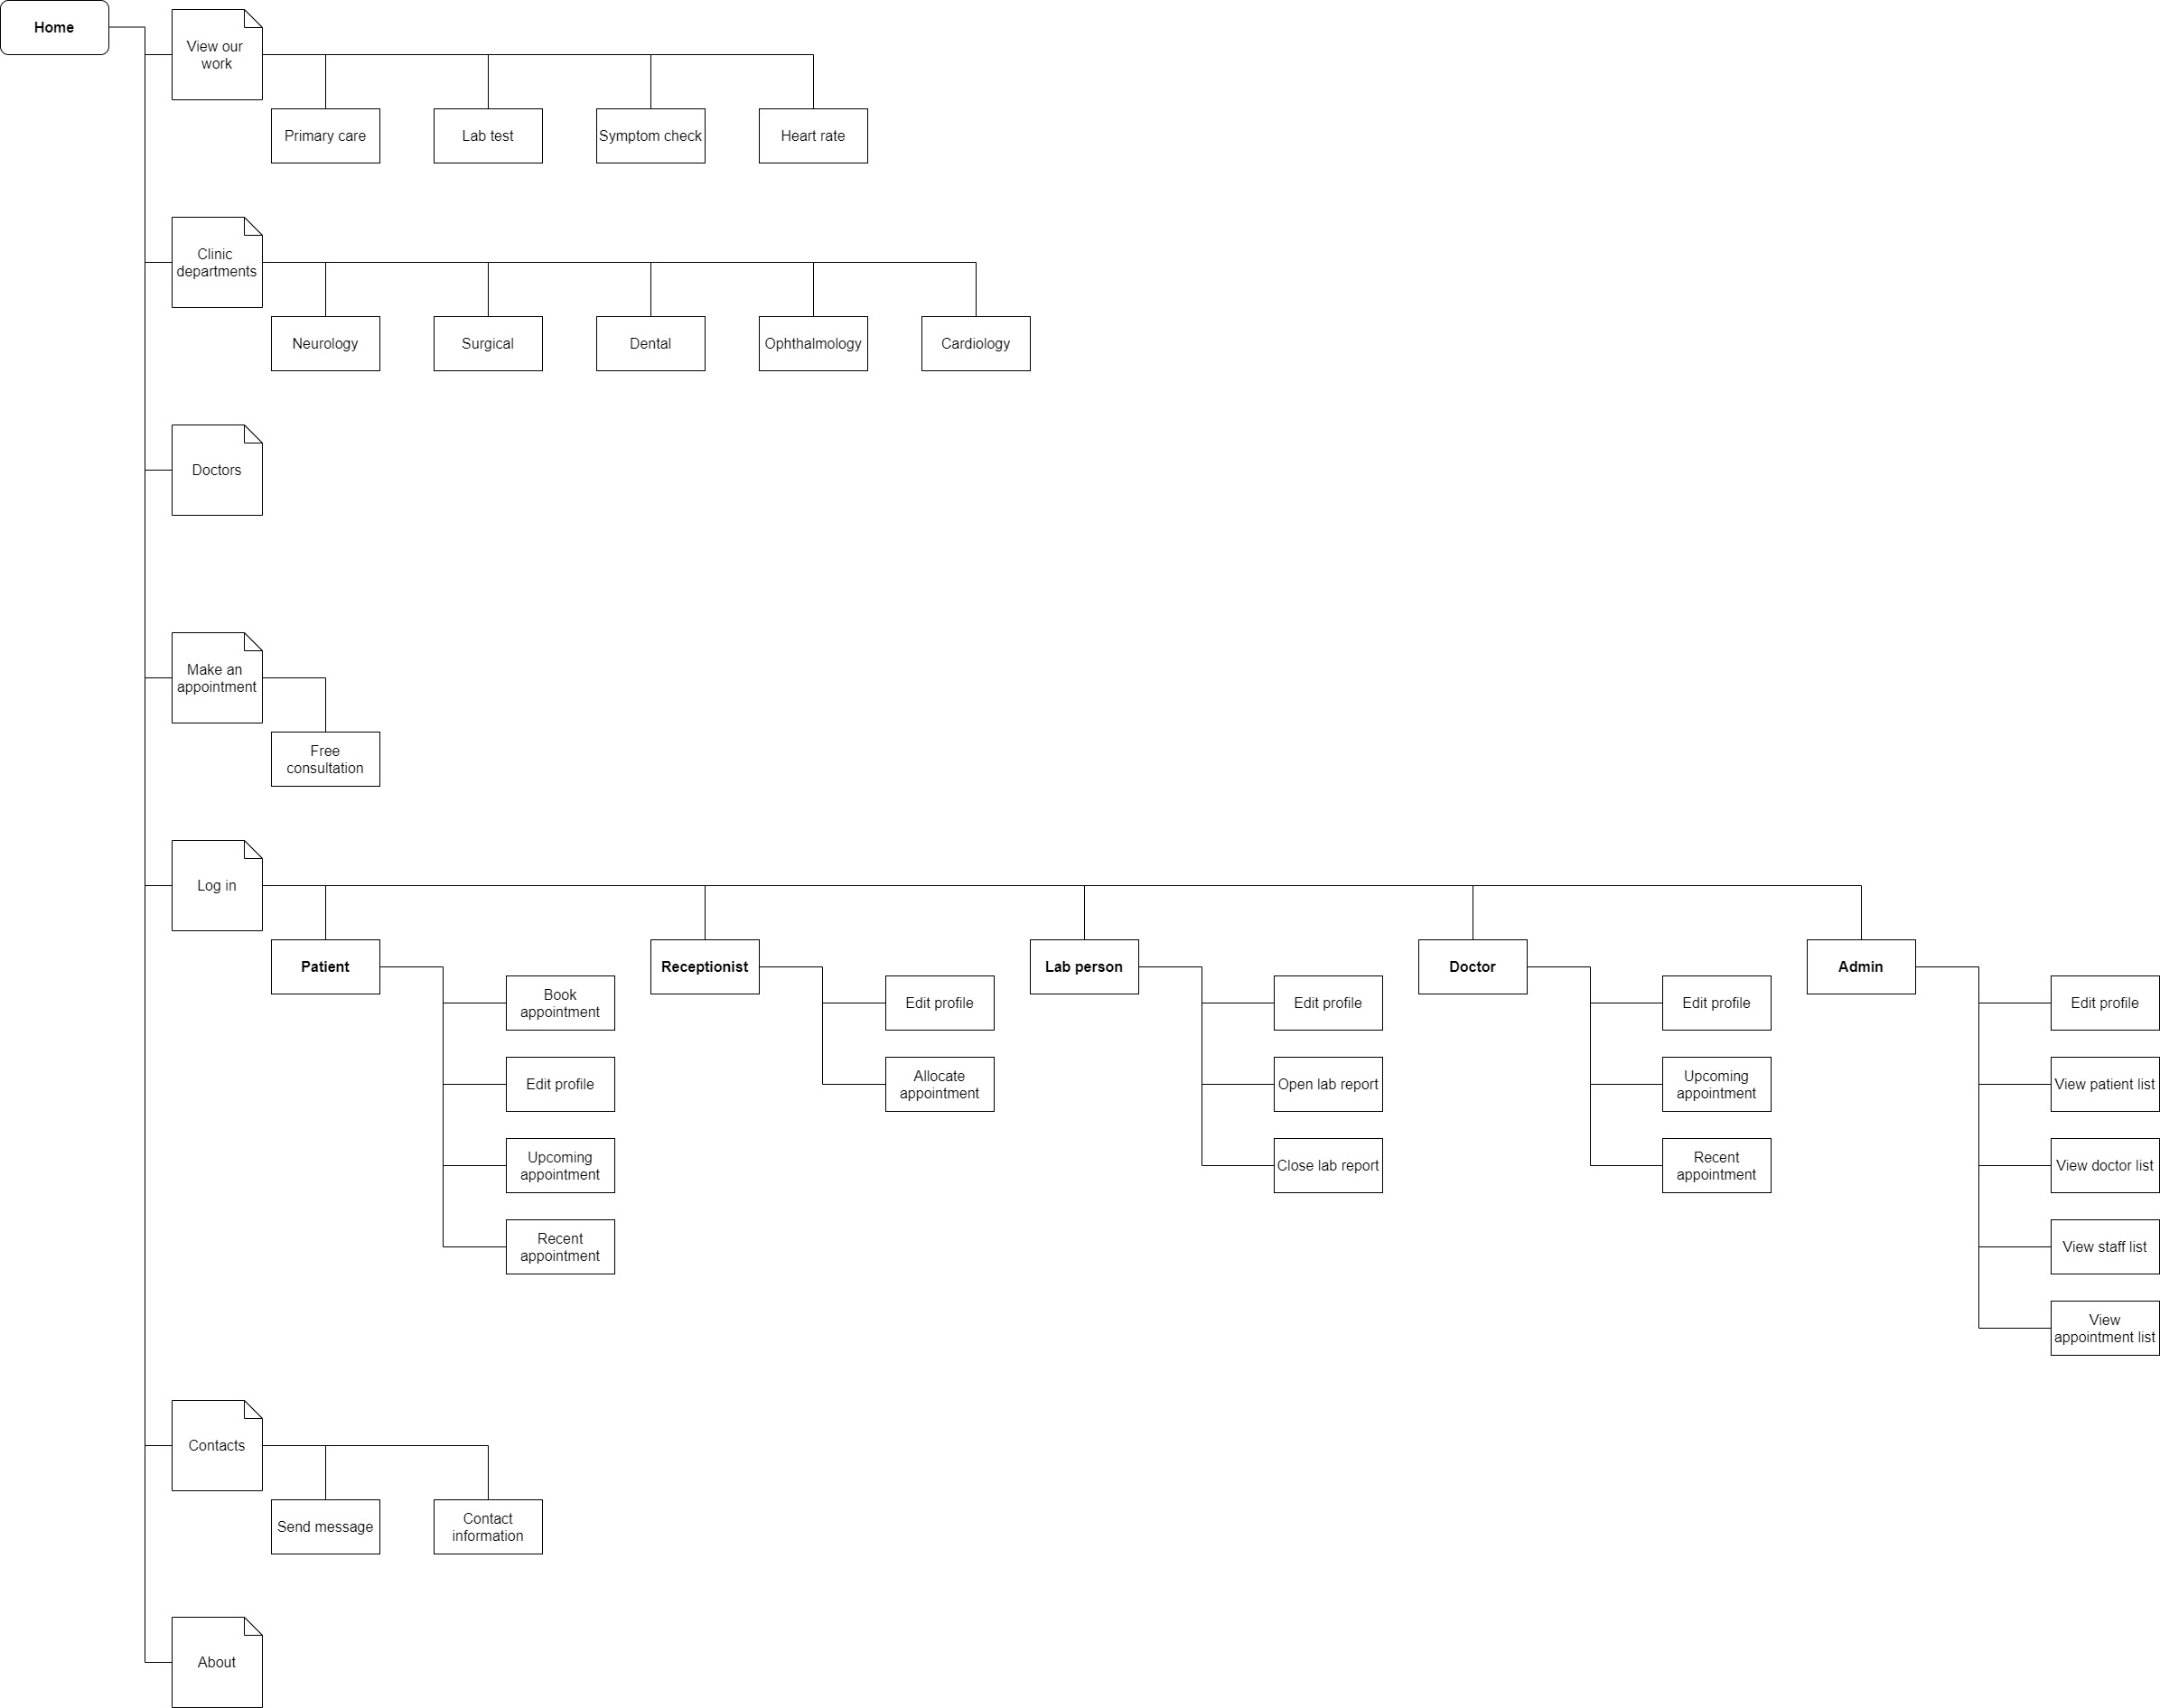 Home
View our
work
Primary care
Lab test
Symptom check
Heart rate
Clinic
departments
Neurology
Surgical
Dental
Ophthalmology
Cardiology
Doctors
Make an
appointment
Free
consultation
Log in
Patient
Book
appointment
Edit profile
Upcoming
appointment
Recent
appointment
Receptionist
Edit profile
Allocate
appointment
Lab person
Edit profile
Open lab report
Close lab report
Doctor
Edit profile
Upcoming
appointment
Recent
appointment
Admin
Edit profile
View patient list
View doctor list
View staff list
View
appointment list
Contacts
Send message
Contact
information
About